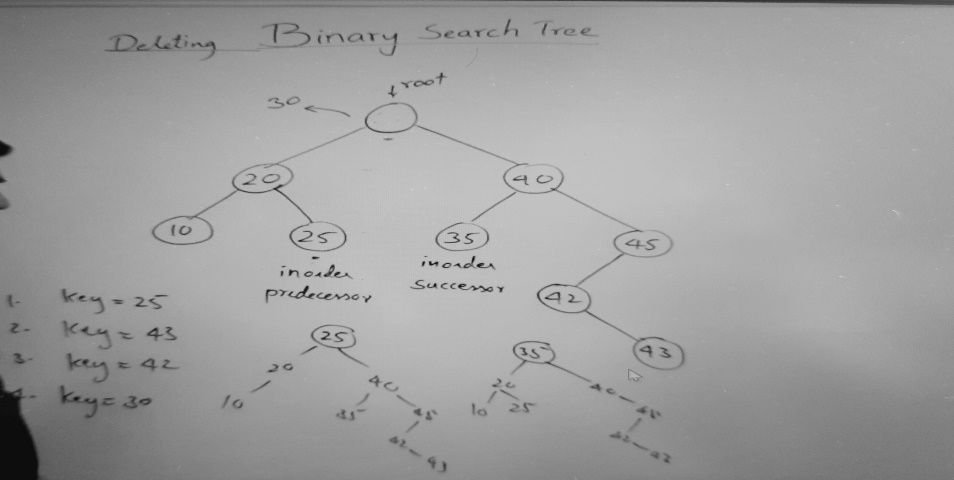 Deleting Binary Search Tree
root
30
20 40
10 25 35 45
inorder predecessor
inorder successor
42
43
1. Key = 25
2. Key = 43
3. Key = 42
4. Key = 30
25
20 40
10 35 45
42 43
35
20 40
10 25 45
42